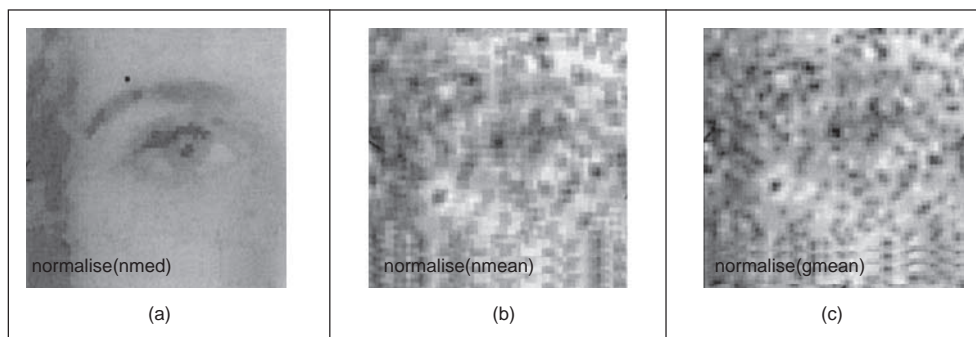 normalise(nmed)
normalise(nmean)
normalise(gmean)
(a)
(b)
(c)